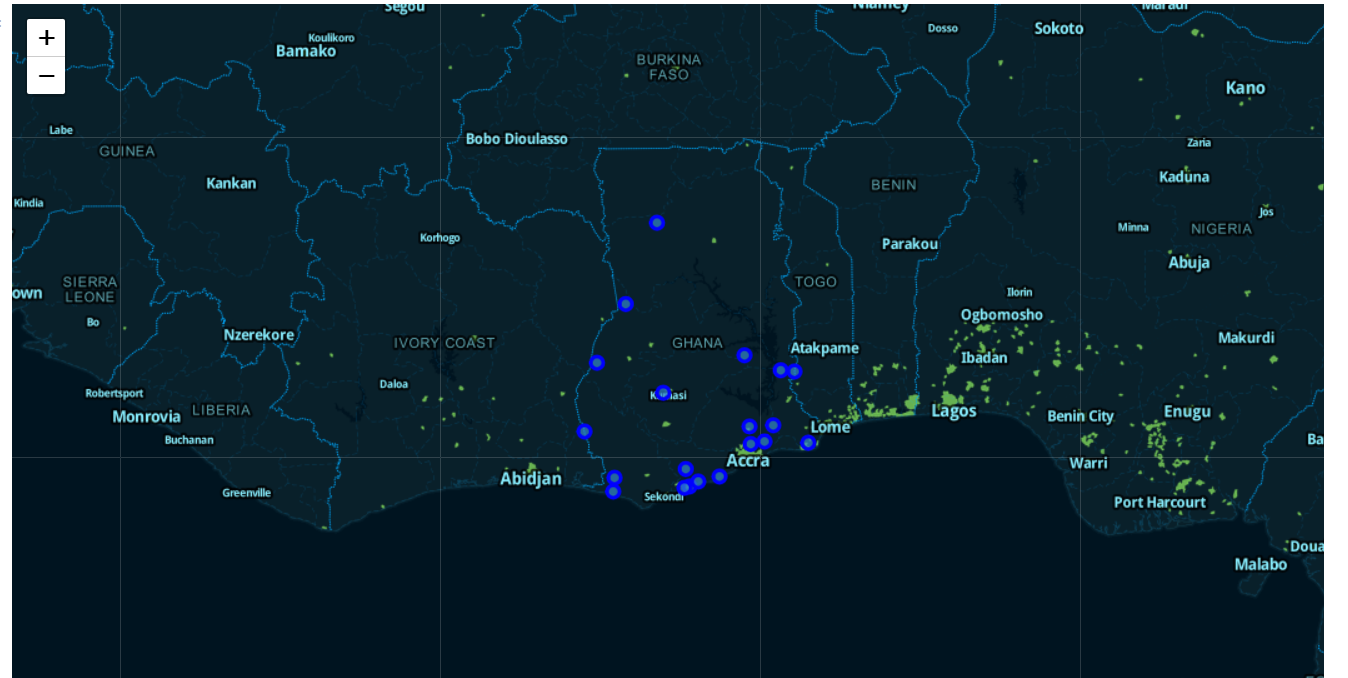 +
−
Segou
Niamey
Maradi
Koulikoro
Bamako
Dosso
Sokoto
BURKINA
FASO
Kano
Labe
GUINEA
Bobo Dioulasso
Zaria
Kankan
BENIN
Kaduna
Kindia
Jos
Korhogo
Parakou
Minna
NIGERIA
Abuja
SIERRA
LEONE
own
TOGO
Ilorin
Bo
Ogbomosho
Nzerekore
IVORY COAST
GHANA
Atakpame
Makurdi
Ibadan
Daloa
Robertsport
Monrovia
LIBERIA
Lagos
Benin City
Enugu
Buchanan
Lome
Ba
Accra
Warri
Abidjan
Greenville
Sekondi
Port Harcourt
Doua
Malabo